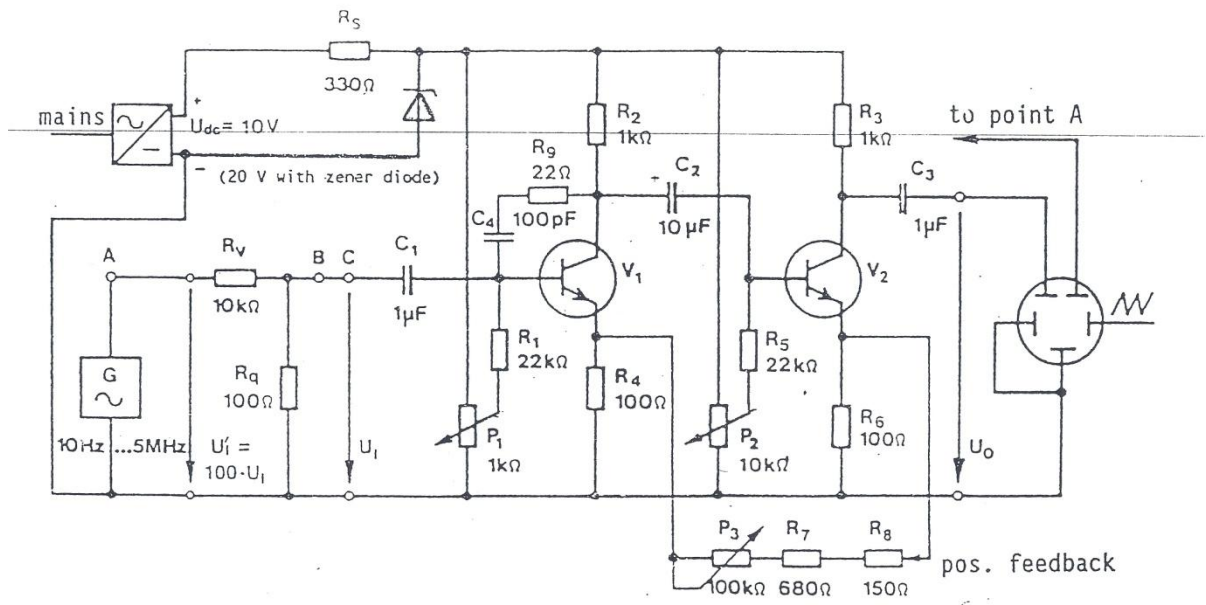 R_S
330Ω
mains
+
U_dc = 10V
−
(20 V with zener diode)
R_2
1kΩ
R_3
1kΩ
to point A
R_9
22Ω
C_2
+
10 µF
C_3
1µF
C_4
100pF
A
R_V
10kΩ
B
C
C_1
1µF
V_1
V_2
R_1
22kΩ
R_5
22kΩ
R_q
100Ω
R_4
100Ω
G
10Hz ...5MHz
U'_i =
100·U_i
U_i
P_1
1kΩ
P_2
10kΩ
R_6
100Ω
U_o
P_3
100kΩ
R_7
680Ω
R_8
150Ω
pos. feedback